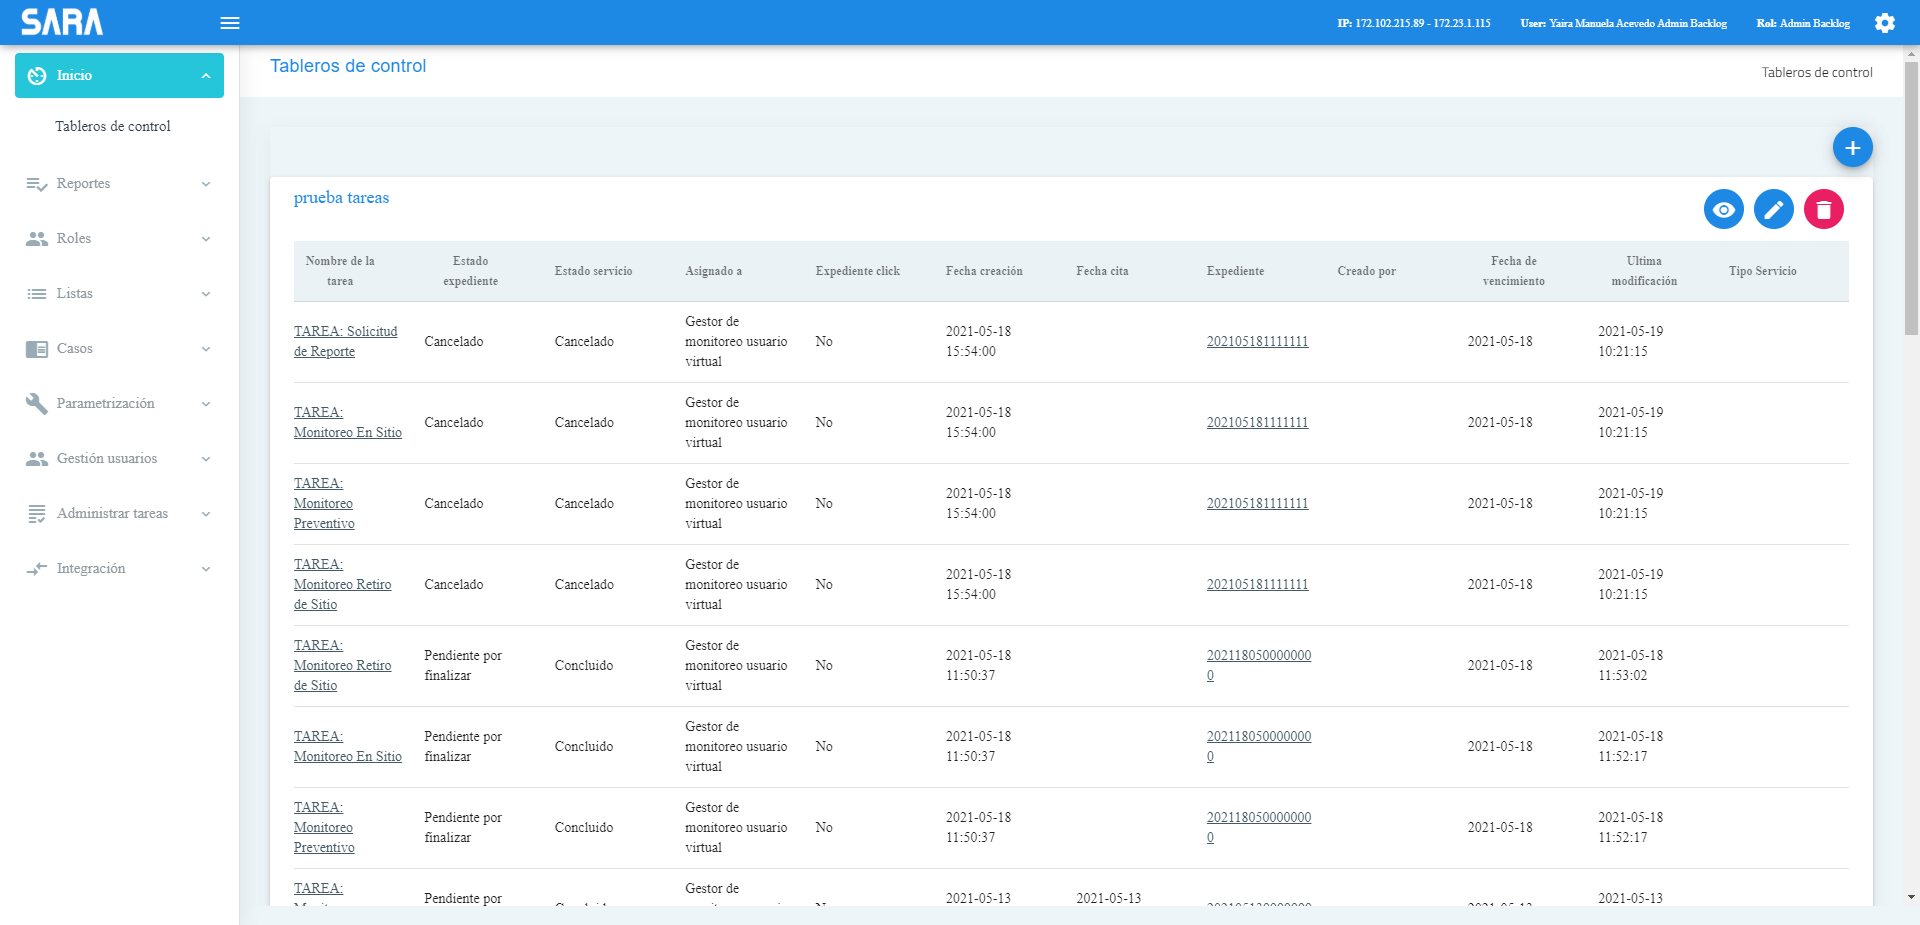 SARA
IP: 172.102.215.89 - 172.23.1.115 User: Yaira Manuela Acevedo Admin Backlog Rol: Admin Backlog
Inicio
Tableros de control
Reportes
Roles
Listas
Casos
Parametrización
Gestión usuarios
Administrar tareas
Integración
Tableros de control
Tableros de control
prueba tareas
Nombre de la tarea Estado expediente Estado servicio Asignado a Expediente click Fecha creación Fecha cita Expediente Creado por Fecha de vencimiento Ultima modificación Tipo Servicio
TAREA: Solicitud de Reporte Cancelado Cancelado Gestor de monitoreo usuario virtual No 2021-05-18 15:54:00 202105181111111 2021-05-18 2021-05-19 10:21:15
TAREA: Monitoreo En Sitio Cancelado Cancelado Gestor de monitoreo usuario virtual No 2021-05-18 15:54:00 202105181111111 2021-05-18 2021-05-19 10:21:15
TAREA: Monitoreo Preventivo Cancelado Cancelado Gestor de monitoreo usuario virtual No 2021-05-18 15:54:00 202105181111111 2021-05-18 2021-05-19 10:21:15
TAREA: Monitoreo Retiro de Sitio Cancelado Cancelado Gestor de monitoreo usuario virtual No 2021-05-18 15:54:00 202105181111111 2021-05-18 2021-05-19 10:21:15
TAREA: Monitoreo Retiro de Sitio Pendiente por finalizar Concluido Gestor de monitoreo usuario virtual No 2021-05-18 11:50:37 202118050000000 0 2021-05-18 2021-05-18 11:53:02
TAREA: Monitoreo En Sitio Pendiente por finalizar Concluido Gestor de monitoreo usuario virtual No 2021-05-18 11:50:37 202118050000000 0 2021-05-18 2021-05-18 11:52:17
TAREA: Monitoreo Preventivo Pendiente por finalizar Concluido Gestor de monitoreo usuario virtual No 2021-05-18 11:50:37 202118050000000 0 2021-05-18 2021-05-18 11:52:17
TAREA: Pendiente por Gestor de 2021-05-13 2021-05-13 2021-05-13